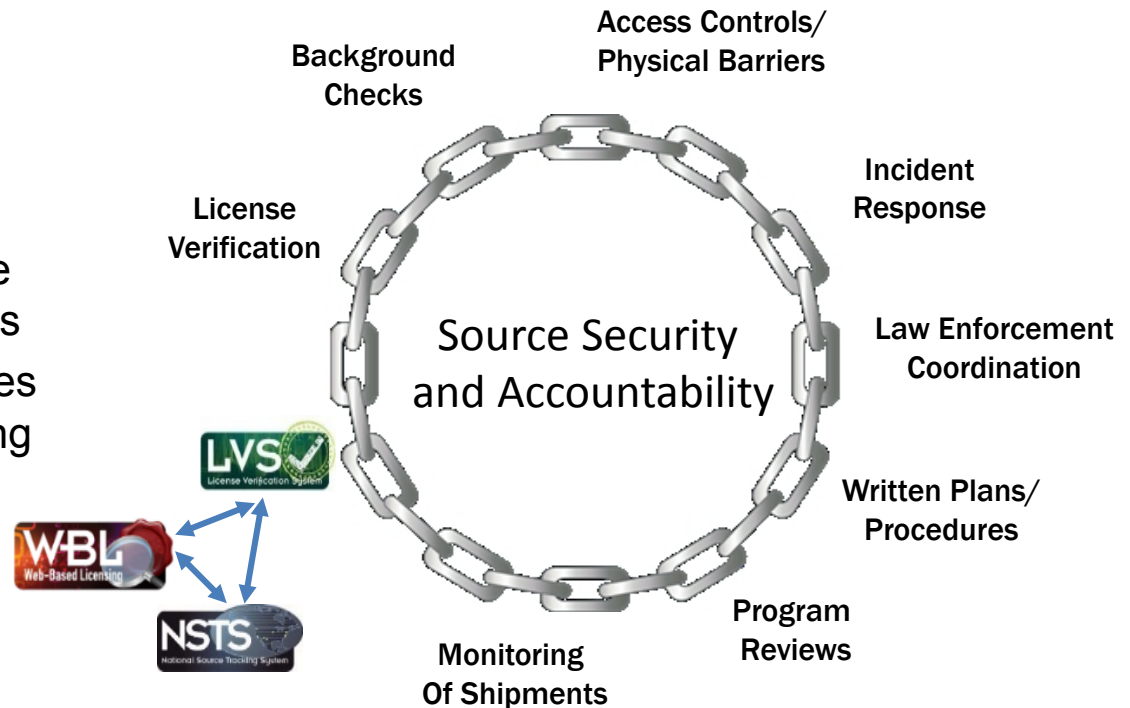 Access Controls/
Physical Barriers
Background
Checks
Incident
Response
License
Verification
e
s
es
ng
Source Security
and Accountability
Law Enforcement
Coordination
LVS
License Verification System
WBL
Web-Based Licensing
NSTS
National Source Tracking System
Written Plans/
Procedures
Program
Reviews
Monitoring
Of Shipments